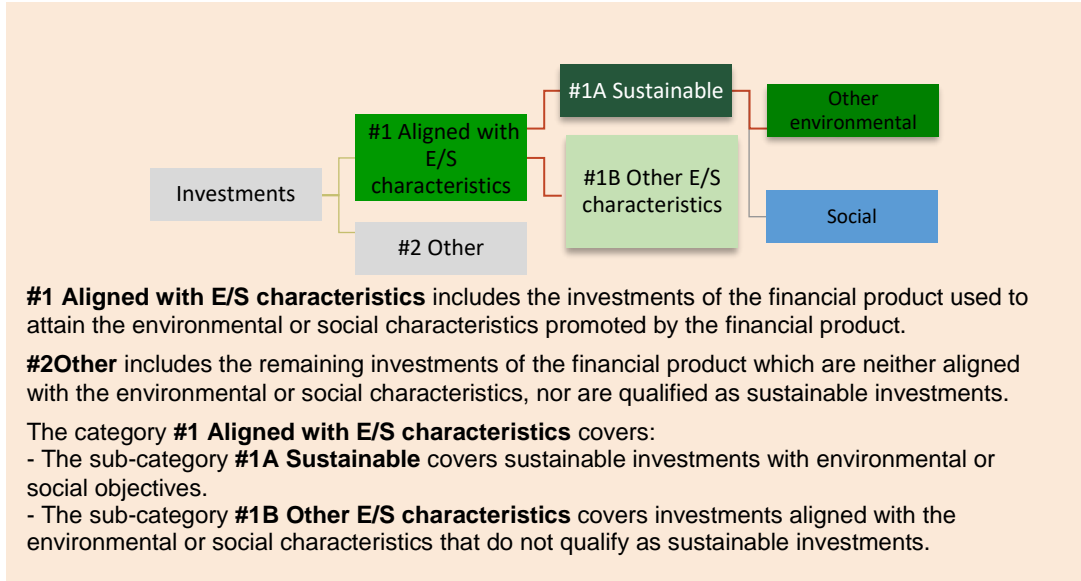 #1A Sustainable
Other
environmental
#1 Aligned with
E/S
characteristics
#1B Other E/S
characteristics
Investments
Social
#2 Other
#1 Aligned with E/S characteristics includes the investments of the financial product used to
attain the environmental or social characteristics promoted by the financial product.
#2Other includes the remaining investments of the financial product which are neither aligned
with the environmental or social characteristics, nor are qualified as sustainable investments.
The category #1 Aligned with E/S characteristics covers:
- The sub-category #1A Sustainable covers sustainable investments with environmental or
social objectives.
- The sub-category #1B Other E/S characteristics covers investments aligned with the
environmental or social characteristics that do not qualify as sustainable investments.